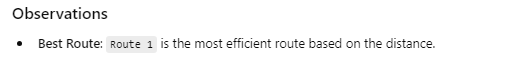 Observations
• Best Route: Route 1 is the most efficient route based on the distance.